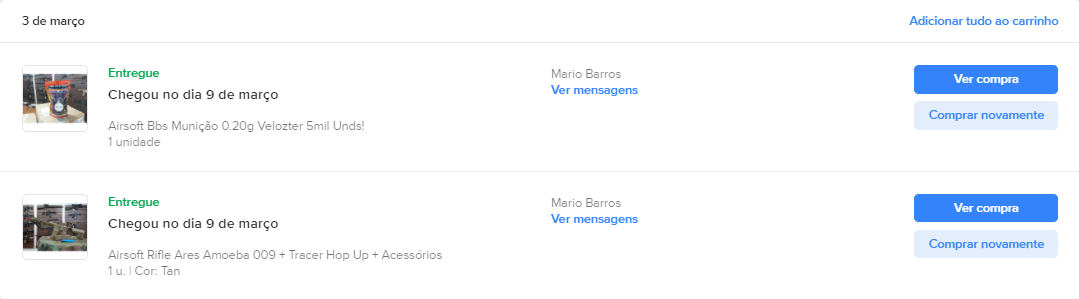 3 de março
Adicionar tudo ao carrinho
Entregue
Chegou no dia 9 de março
Airsoft Bbs Munição 0.20g Velozter 5mil Unds!
1 unidade
Mario Barros
Ver mensagens
Ver compra
Comprar novamente
Entregue
Chegou no dia 9 de março
Airsoft Rifle Ares Amoeba 009 + Tracer Hop Up + Acessórios
1 u. | Cor: Tan
Mario Barros
Ver mensagens
Ver compra
Comprar novamente